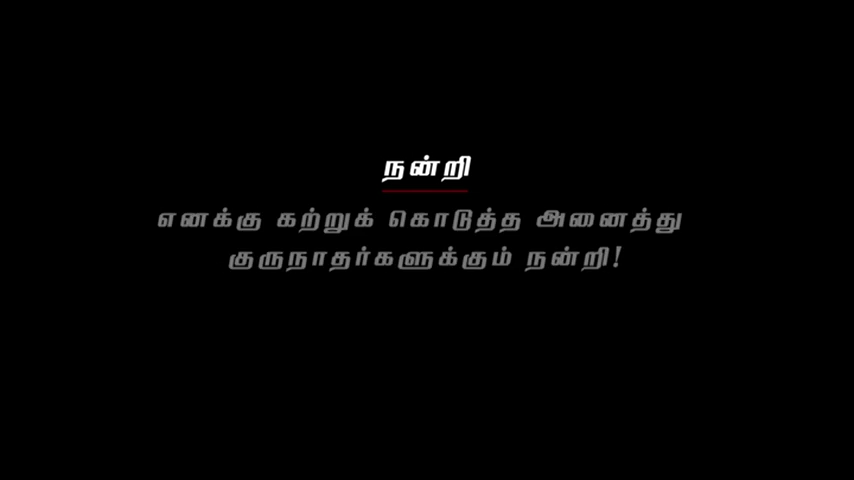 நன்றி
எனக்கு கற்றுக் கொடுத்த அனைத்து
குருநாதர்களுக்கும் நன்றி!